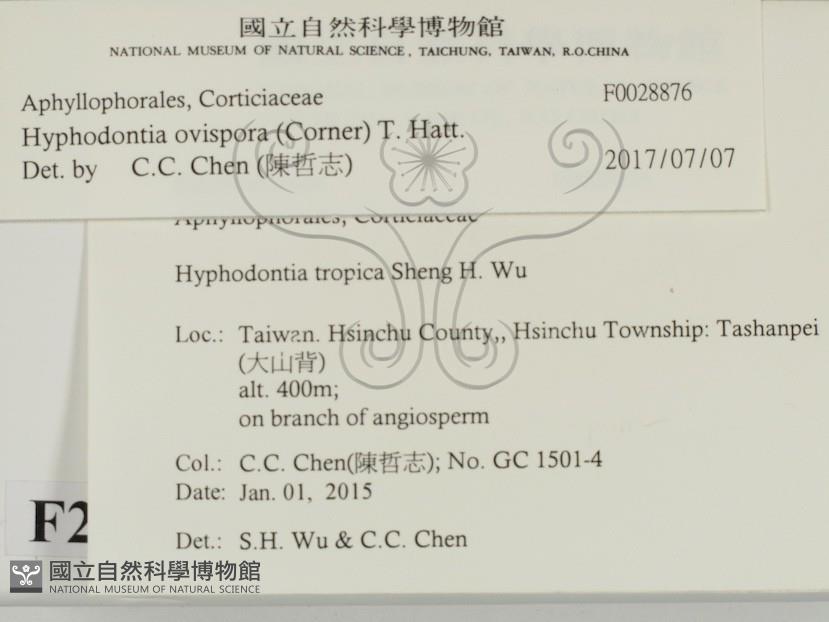 國立自然科學博物館
NATIONAL MUSEUM OF NATURAL SCIENCE, TAICHUNG, TAIWAN, R.O.CHINA
Aphyllophorales, Corticiaceae F0028876
Hyphodontia ovispora (Corner) T. Hatt.
Det. by C.C. Chen (陳哲志) 2017/07/07
Aphyllophorales, Corticiaceae
Hyphodontia tropica Sheng H. Wu
Loc.: Taiwan. Hsinchu County,, Hsinchu Township: Tashanpei
(大山背)
alt. 400m;
on branch of angiosperm
Col.: C.C. Chen(陳哲志); No. GC 1501-4
Date: Jan. 01, 2015
Det.: S.H. Wu & C.C. Chen
F2
國立自然科學博物館
NATIONAL MUSEUM OF NATURAL SCIENCE